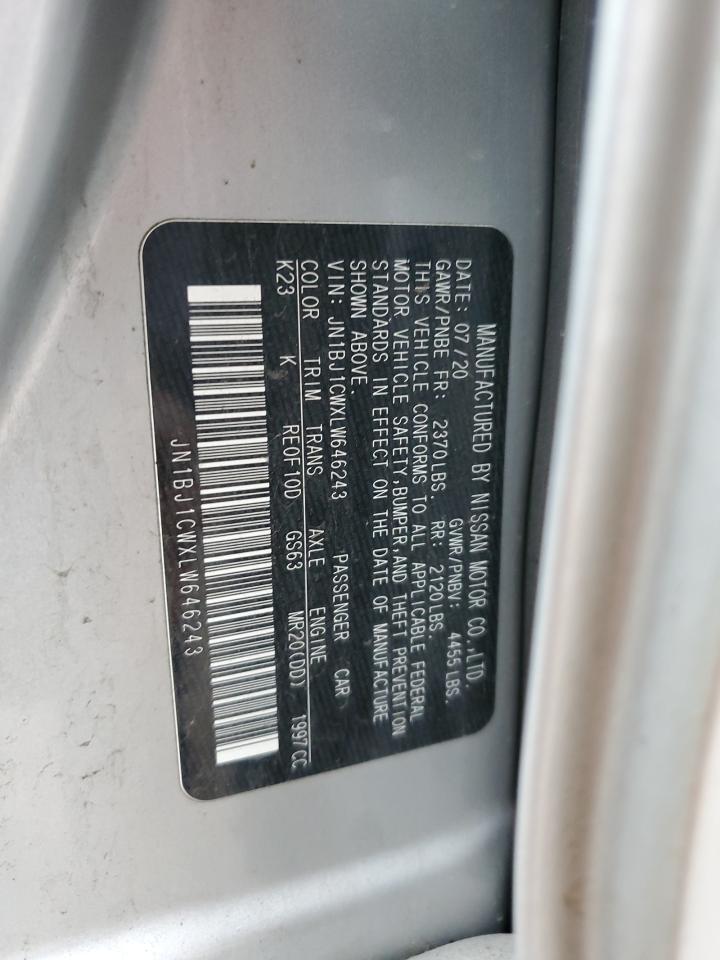 MANUFACTURED BY NISSAN MOTOR CO.,LTD.
DATE: 07/20 GVWR/PNBV: 4455 LBS.
GAWR/PNBE FR: 2370LBS. RR: 2120LBS.
THIS VEHICLE CONFORMS TO ALL APPLICABLE FEDERAL
MOTOR VEHICLE SAFETY,BUMPER,AND THEFT PREVENTION
STANDARDS IN EFFECT ON THE DATE OF MANUFACTURE
SHOWN ABOVE.
VIN: JN1BJ1CWXLW646243 PASSENGER CAR
COLOR TRIM TRANS AXLE ENGINE
K23 K RE0F10D GS63 MR20(DD) 1997CC
JN1BJ1CWXLW646243